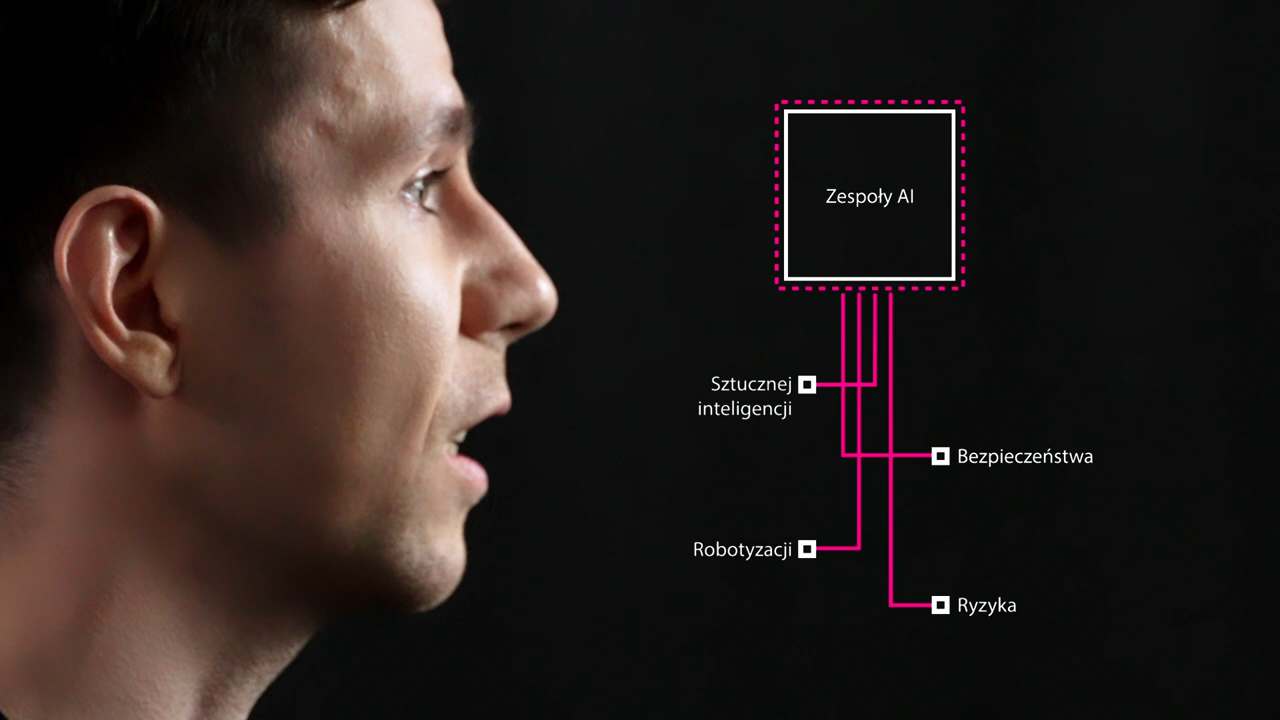 Zespoły AI
Sztucznej
inteligencji
Bezpieczeństwa
Robotyzacji
Ryzyka